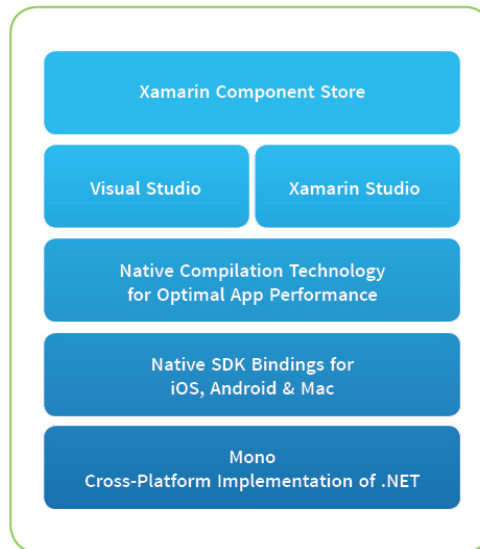 Xamarin Component Store
Visual Studio
Xamarin Studio
Native Compilation Technology
for Optimal App Performance
Native SDK Bindings for
iOS, Android & Mac
Mono
Cross-Platform Implementation of .NET